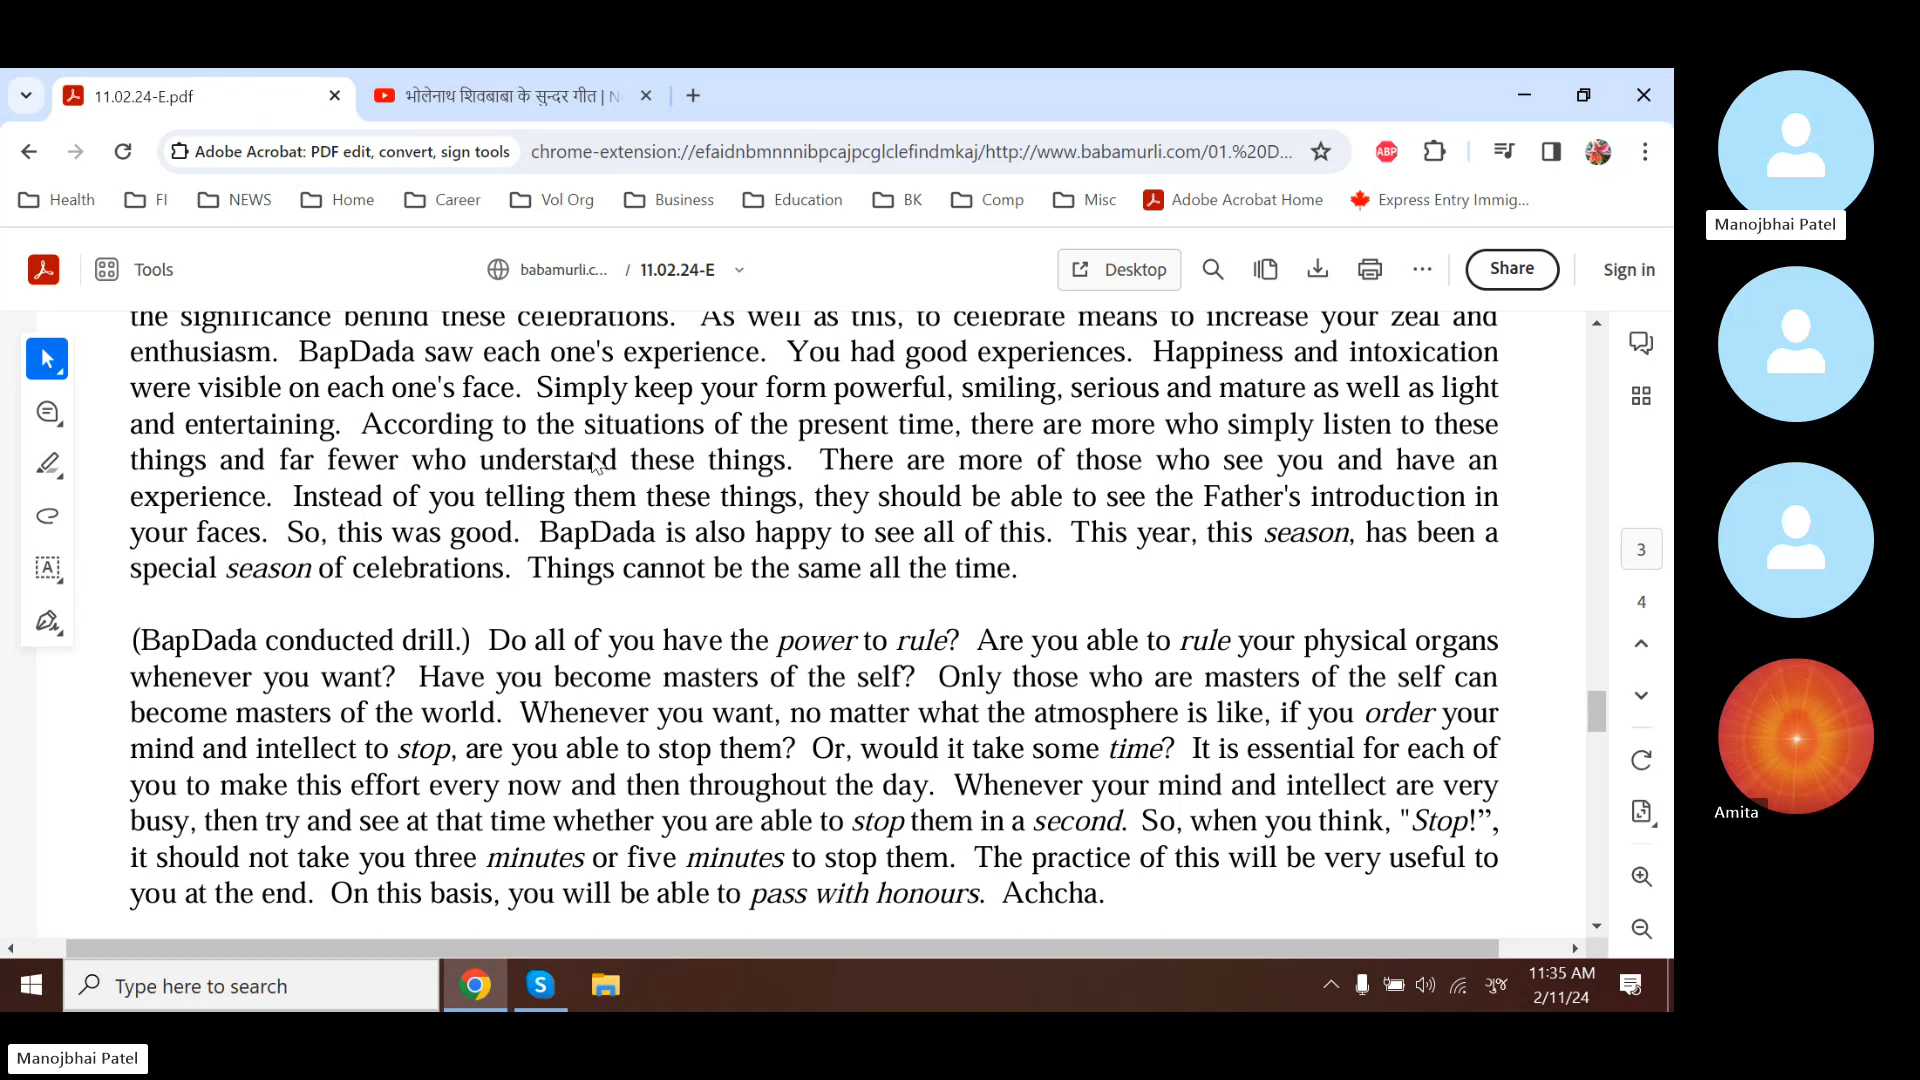 11.02.24-E.pdf
भोलेनाथ शिवबाबा के सुन्दर गीत | N
Adobe Acrobat: PDF edit, convert, sign tools
chrome-extension://efaidnbmnnnibpcajpcglclefindmkaj/http://www.babamurli.com/01.%20D...
ABP
Health FI NEWS Home Career Vol Org Business Education BK Comp Misc Adobe Acrobat Home Express Entry Immig...
Tools
babamurli.c... / 11.02.24-E
Desktop
Share
Sign in
the significance behind these celebrations. As well as this, to celebrate means to increase your zeal and
enthusiasm. BapDada saw each one's experience. You had good experiences. Happiness and intoxication
were visible on each one's face. Simply keep your form powerful, smiling, serious and mature as well as light
and entertaining. According to the situations of the present time, there are more who simply listen to these
things and far fewer who understand these things. There are more of those who see you and have an
experience. Instead of you telling them these things, they should be able to see the Father's introduction in
your faces. So, this was good. BapDada is also happy to see all of this. This year, this season, has been a
special season of celebrations. Things cannot be the same all the time.
(BapDada conducted drill.) Do all of you have the power to rule? Are you able to rule your physical organs
whenever you want? Have you become masters of the self? Only those who are masters of the self can
become masters of the world. Whenever you want, no matter what the atmosphere is like, if you order your
mind and intellect to stop, are you able to stop them? Or, would it take some time? It is essential for each of
you to make this effort every now and then throughout the day. Whenever your mind and intellect are very
busy, then try and see at that time whether you are able to stop them in a second. So, when you think, "Stop!”,
it should not take you three minutes or five minutes to stop them. The practice of this will be very useful to
you at the end. On this basis, you will be able to pass with honours. Achcha.
3
4
Type here to search
S
ગુજ
11:35 AM
2/11/24
Manojbhai Patel
Amita
Manojbhai Patel